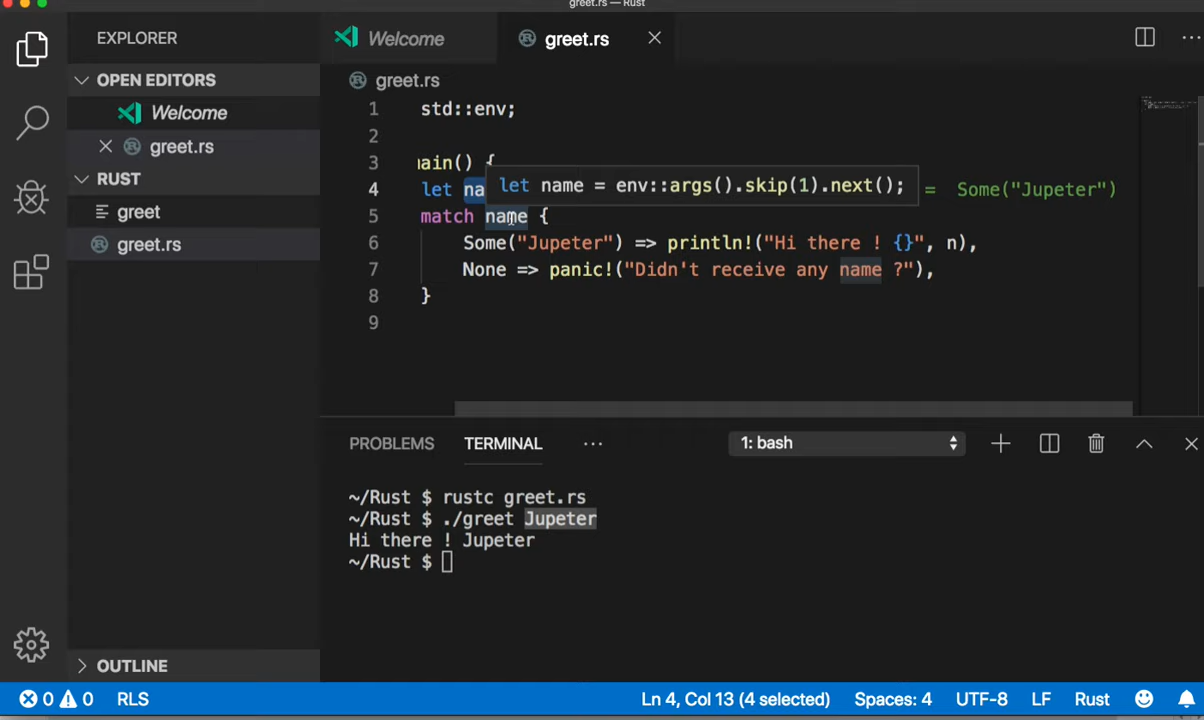 greet.rs — Rust
EXPLORER
Welcome
greet.rs
OPEN EDITORS
Welcome
greet.rs
RUST
greet
greet.rs
OUTLINE
greet.rs
1 std::env;
2
3 ain() {
4 let na = Some("Jupeter")
let name = env::args().skip(1).next();
5 match name {
6 Some("Jupeter") => println!("Hi there ! {}", n),
7 None => panic!("Didn't receive any name ?"),
8 }
9
PROBLEMS TERMINAL ··· 1: bash
~/Rust $ rustc greet.rs
~/Rust $ ./greet Jupeter
Hi there ! Jupeter
~/Rust $
0 0 RLS Ln 4, Col 13 (4 selected) Spaces: 4 UTF-8 LF Rust